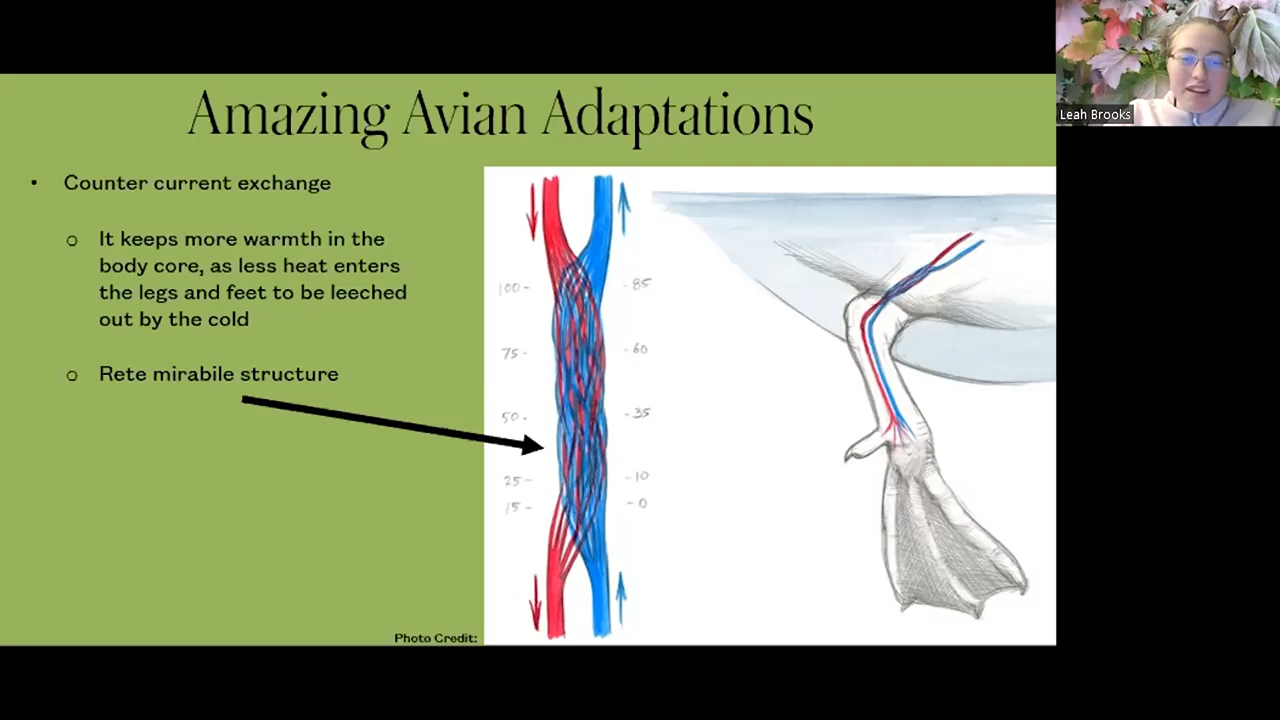 Amazing Avian Adaptations
Leah Brooks
• Counter current exchange
o It keeps more warmth in the
body core, as less heat enters
the legs and feet to be leeched
out by the cold
o Rete mirabile structure
100-
-85
75-
-60
50-
-35
25-
-10
15-
-0
Photo Credit: